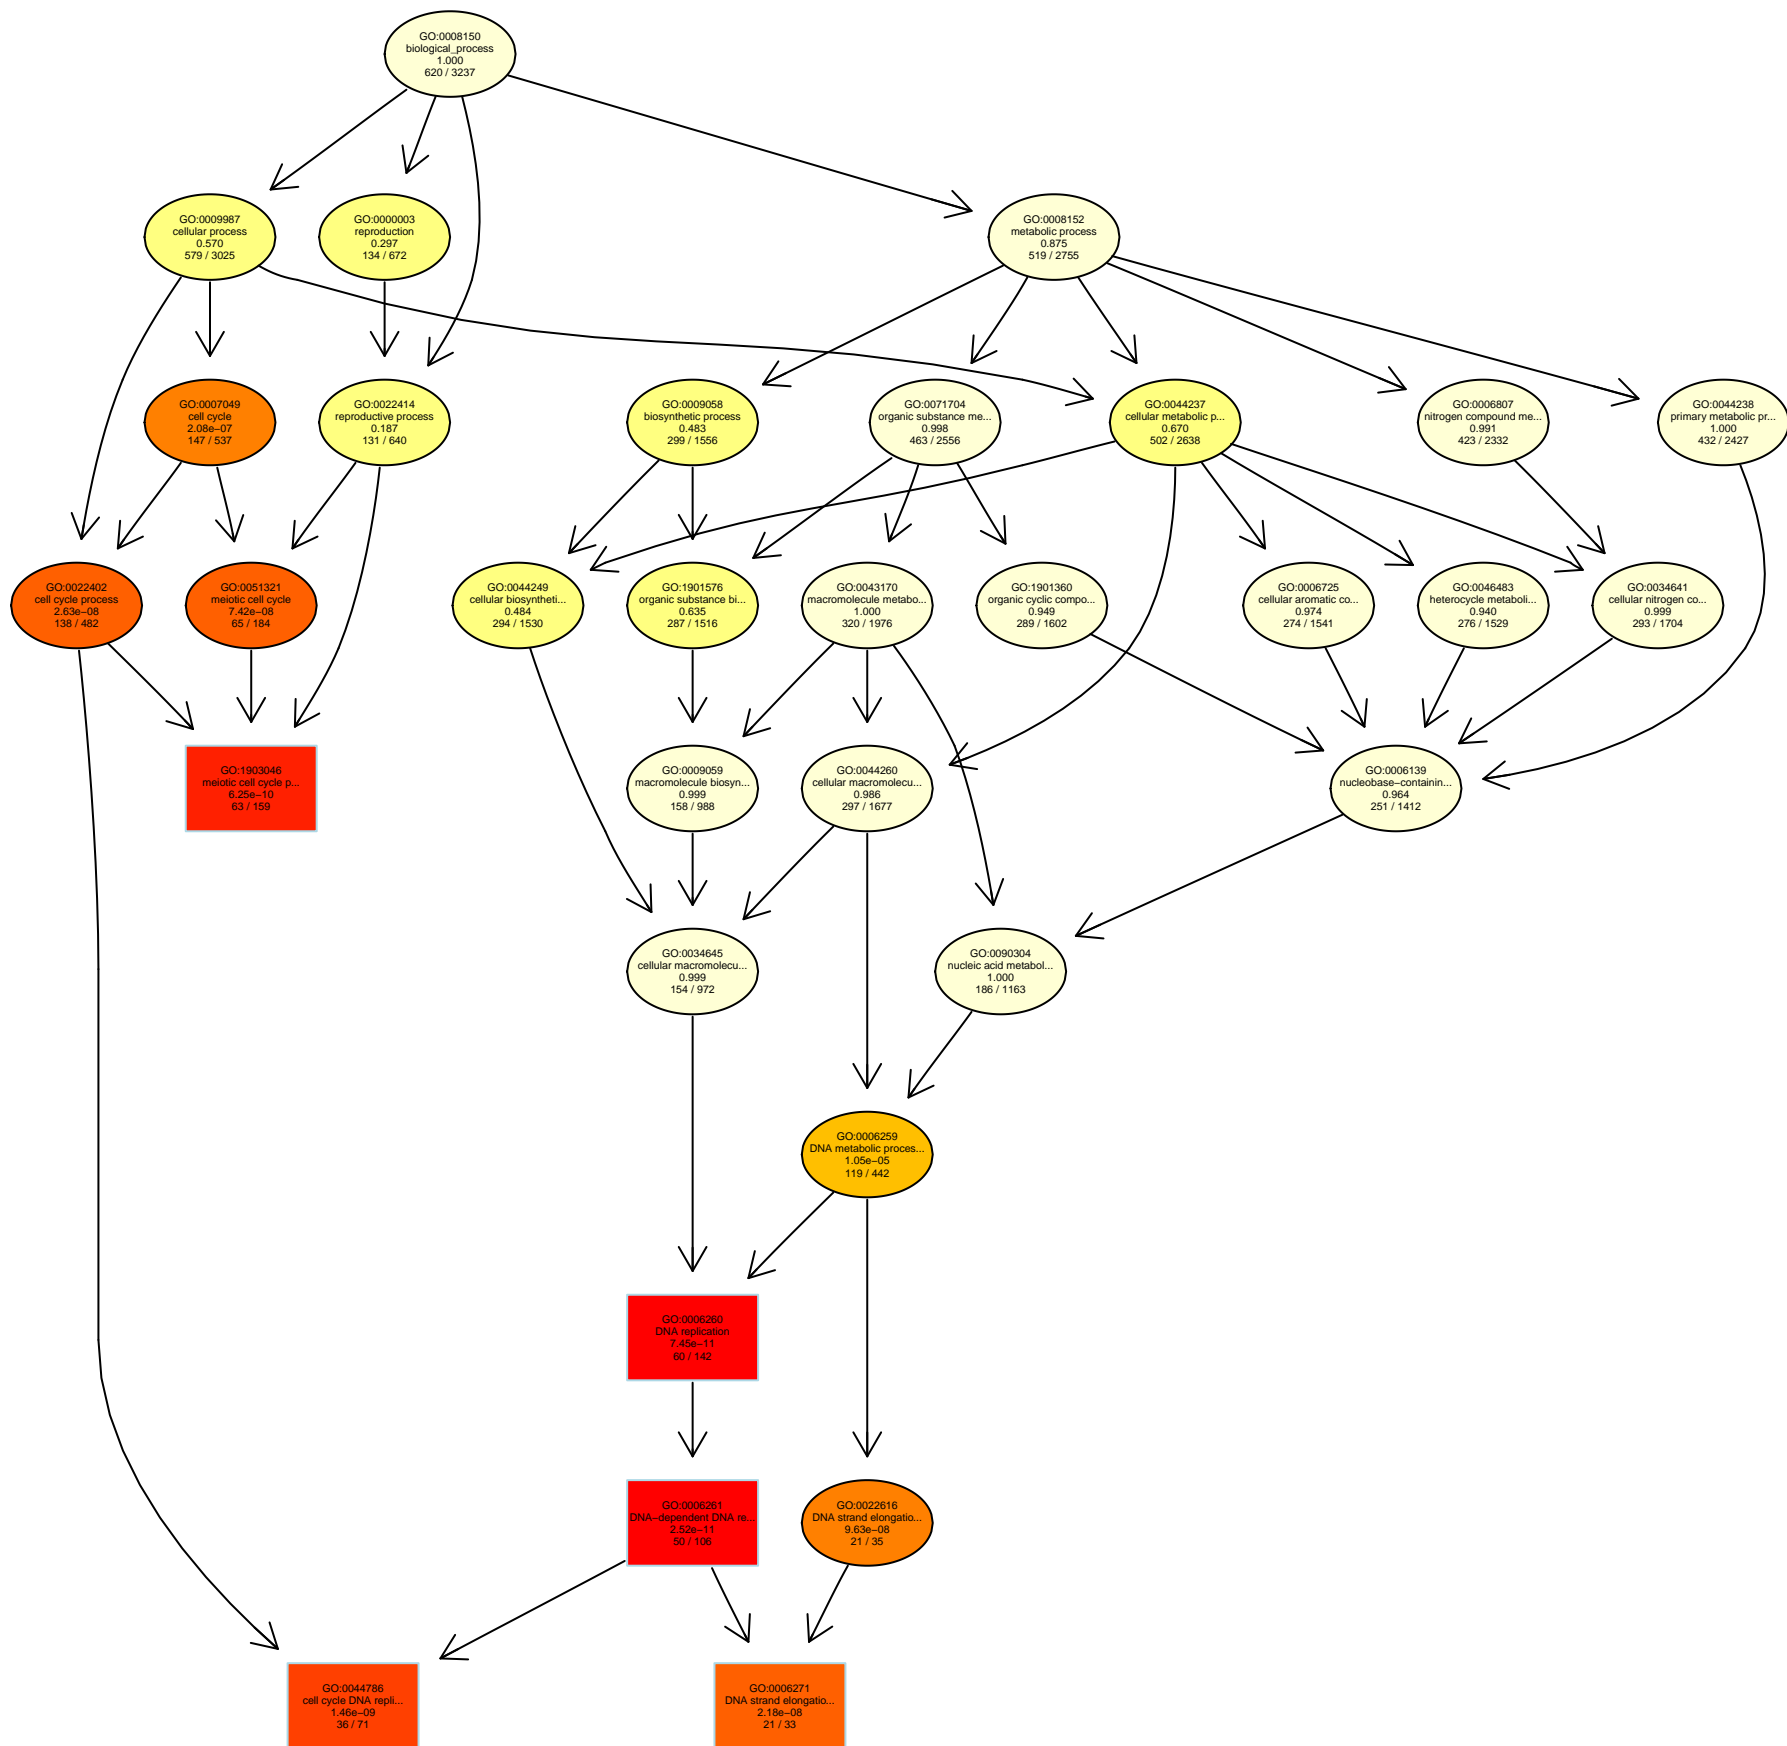 GO:0008150
biological_process
1.000
620 / 3237
GO:0009987
cellular process
0.570
579 / 3025
GO:0000003
reproduction
0.297
134 / 672
GO:0008152
metabolic process
0.875
519 / 2755
GO:0007049
cell cycle
2.08e−07
147 / 537
GO:0022414
reproductive process
0.187
131 / 640
GO:0009058
biosynthetic process
0.483
299 / 1556
GO:0071704
organic substance me...
0.998
463 / 2556
GO:0044237
cellular metabolic p...
0.670
502 / 2638
GO:0006807
nitrogen compound me...
0.991
423 / 2332
GO:0044238
primary metabolic pr...
1.000
432 / 2427
GO:0022402
cell cycle process
2.63e−08
138 / 482
GO:0051321
meiotic cell cycle
7.42e−08
65 / 184
GO:0044249
cellular biosyntheti...
0.484
294 / 1530
GO:1901576
organic substance bi...
0.635
287 / 1516
GO:0043170
macromolecule metabo...
1.000
320 / 1976
GO:1901360
organic cyclic compo...
0.949
289 / 1602
GO:0006725
cellular aromatic co...
0.974
274 / 1541
GO:0046483
heterocycle metaboli...
0.940
276 / 1529
GO:0034641
cellular nitrogen co...
0.999
293 / 1704
GO:1903046
meiotic cell cycle p...
6.25e−10
63 / 159
GO:0009059
macromolecule biosyn...
0.999
158 / 988
GO:0044260
cellular macromolecu...
0.986
297 / 1677
GO:0006139
nucleobase−containin...
0.964
251 / 1412
GO:0034645
cellular macromolecu...
0.999
154 / 972
GO:0090304
nucleic acid metabol...
1.000
186 / 1163
GO:0006259
DNA metabolic proces...
1.05e−05
119 / 442
GO:0006260
DNA replication
7.45e−11
60 / 142
GO:0006261
DNA−dependent DNA re...
2.52e−11
50 / 106
GO:0022616
DNA strand elongatio...
9.63e−08
21 / 35
GO:0044786
cell cycle DNA repli...
1.46e−09
36 / 71
GO:0006271
DNA strand elongatio...
2.18e−08
21 / 33